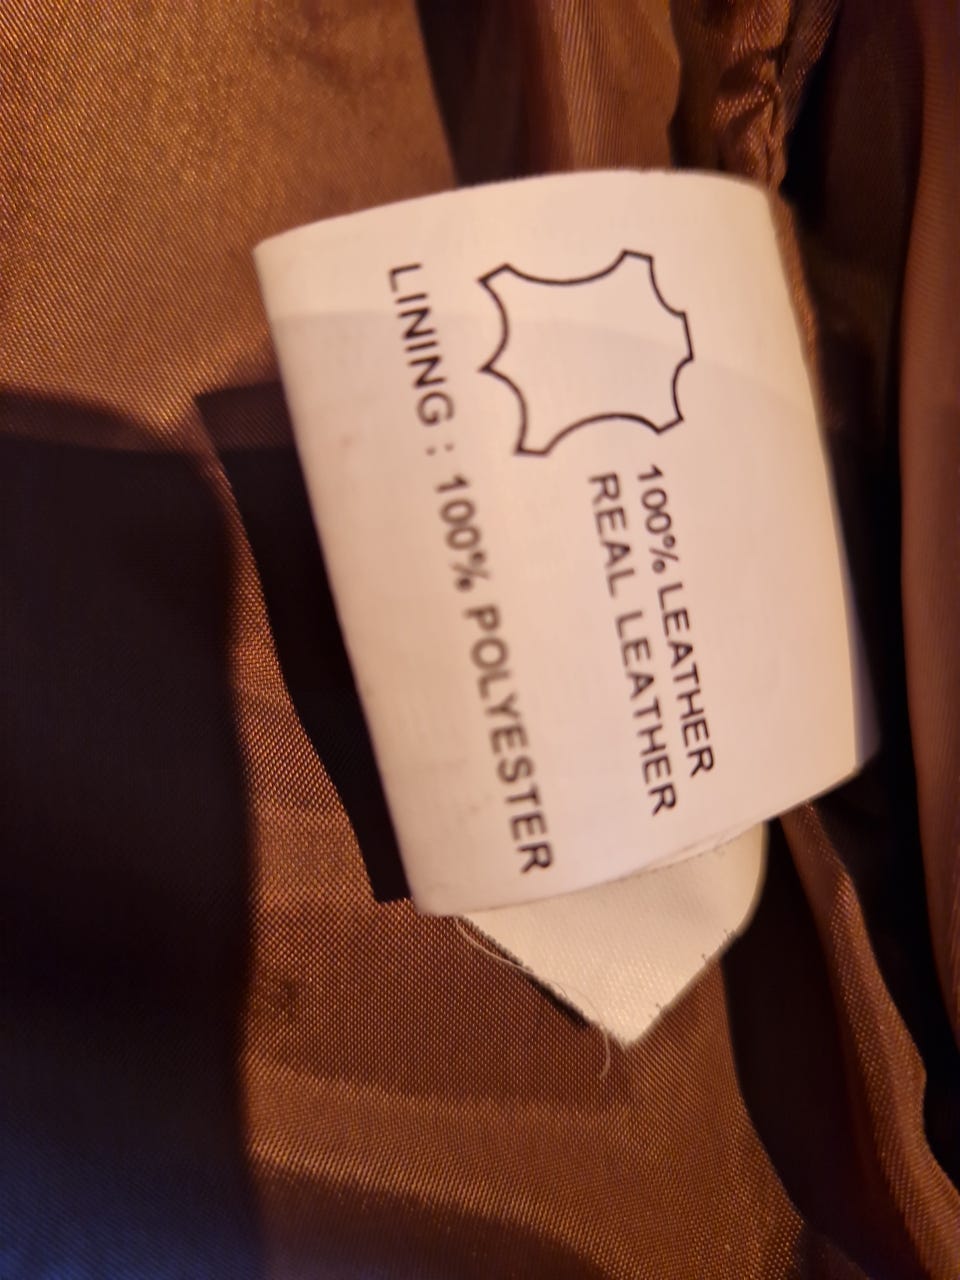 100% LEATHER
REAL LEATHER
LINING : 100% POLYESTER